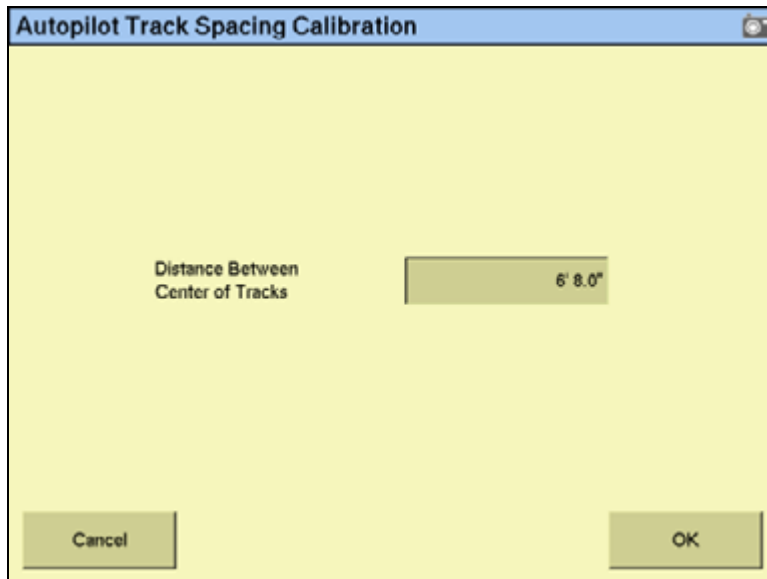 Autopilot Track Spacing Calibration
Distance Between
Center of Tracks
6' 8.0"
Cancel
OK